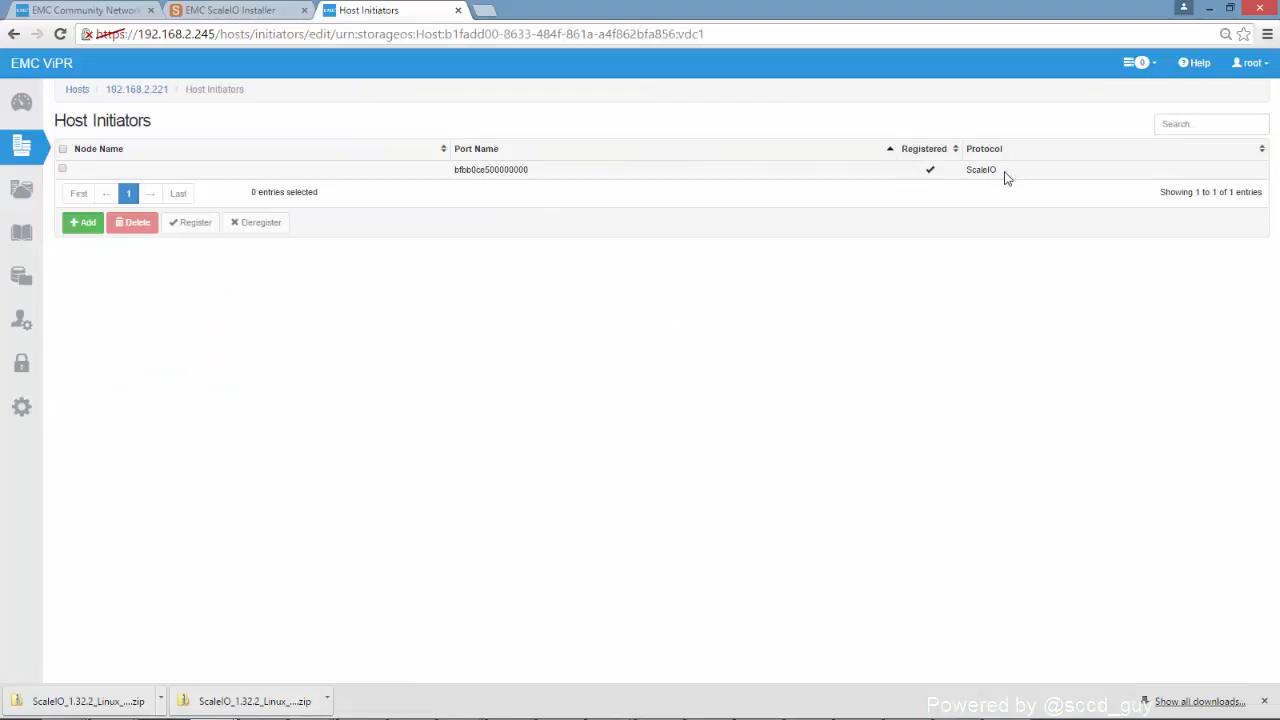 EMC Community Network
EMC ScaleIO Installer
Host Initiators
https://192.168.2.245/hosts/initiators/edit/urn:storageos:Host:b1fadd00-8633-484f-861a-a4f862bfa856:vdc1
EMC ViPR
0
Help
root
Hosts / 192.168.2.221 / Host Initiators
Host Initiators
Search...
Node Name Port Name Registered Protocol
bfbb0ce500000000 ScaleIO
First ← 1 → Last 0 entries selected Showing 1 to 1 of 1 entries
+ Add Delete Register Deregister
ScaleIO_1.32.2_Linux_....zip
ScaleIO_1.32.2_Linux_....zip
Show all downloads...
Powered by @sccd_guy